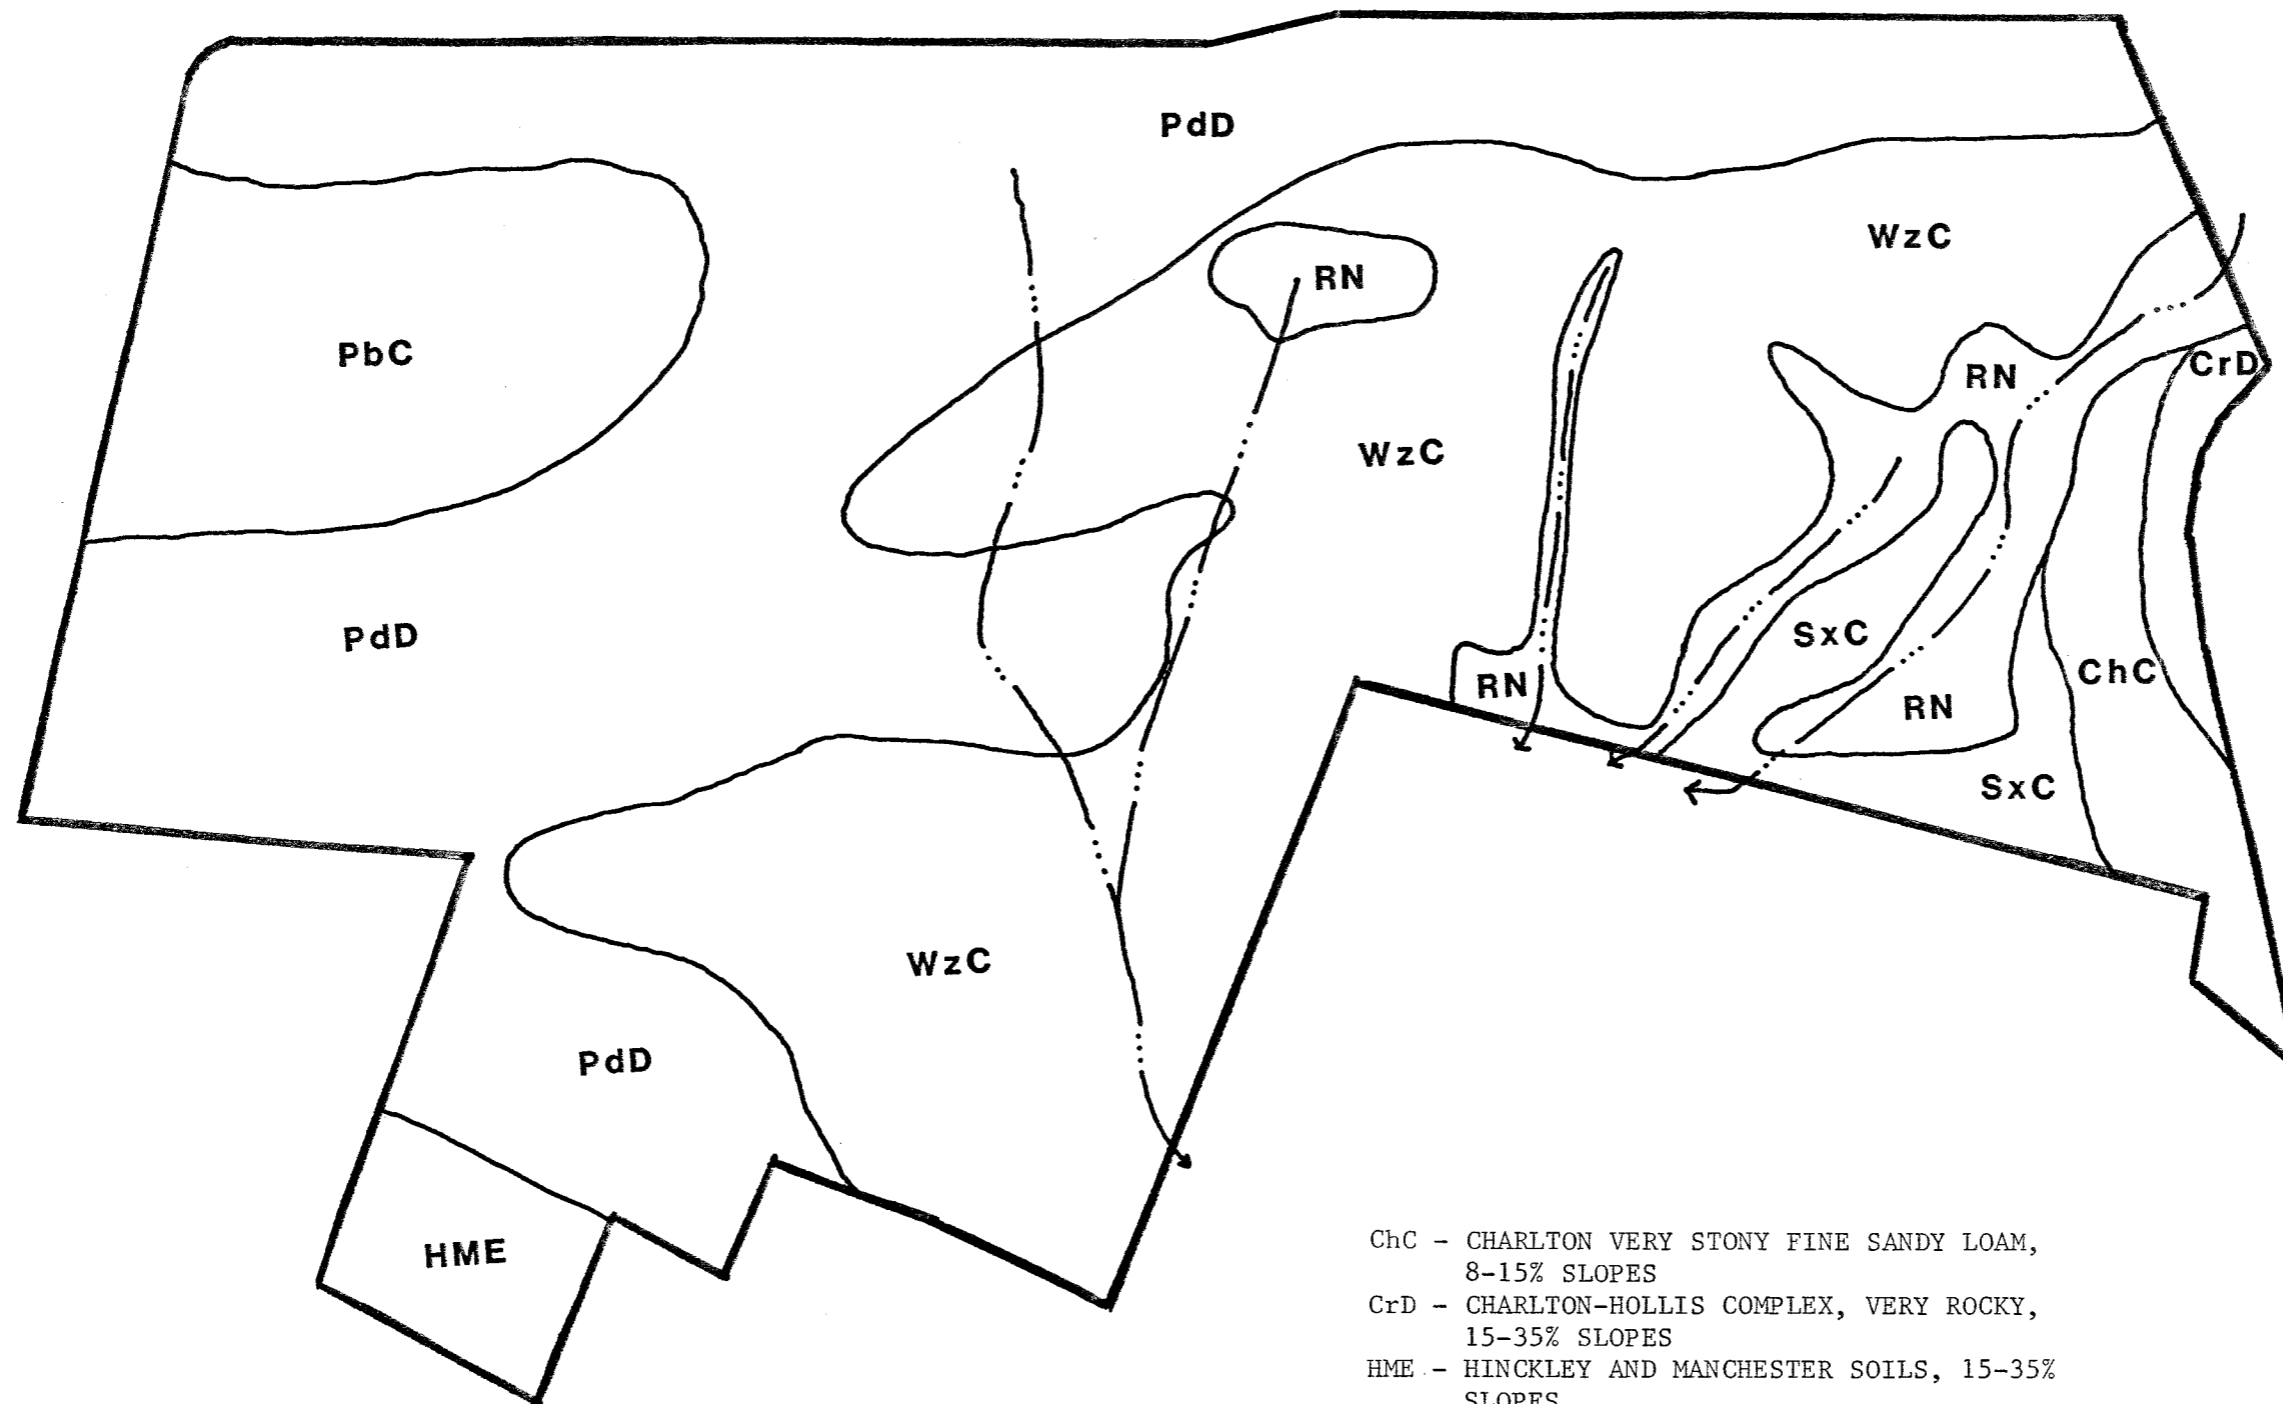 PdD
WzC
RN
PbC
CrD
RN
WzC
PdD
SxC
ChC
RN
RN
SxC
WzC
PdD
HME
ChC - CHARLTON VERY STONY FINE SANDY LOAM,
8-15% SLOPES
CrD - CHARLTON-HOLLIS COMPLEX, VERY ROCKY,
15-35% SLOPES
HME - HINCKLEY AND MANCHESTER SOILS, 15-35%
SLOPES